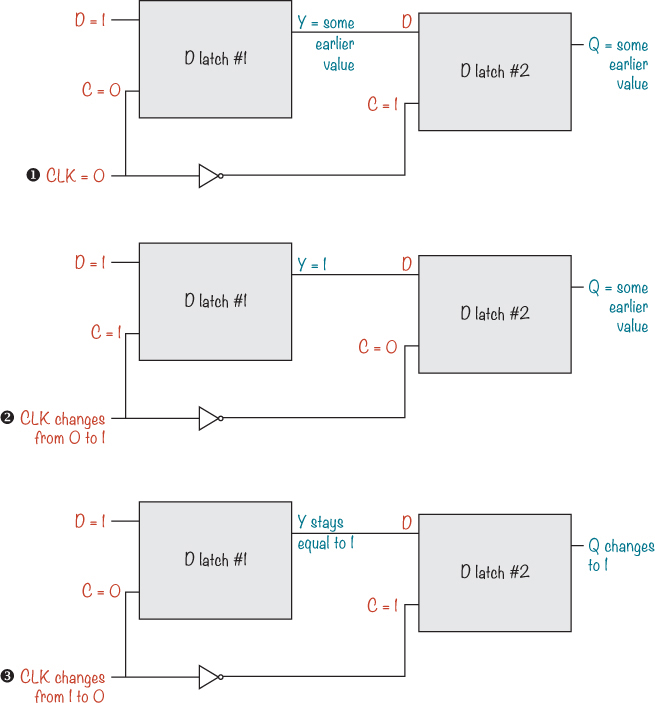 D = 1
Y = some
earlier
value
D
D latch #1
D latch #2
Q = some
earlier
value
C = 0
C = 1
❶ CLK = 0
D = 1
Y = 1
D
D latch #1
D latch #2
Q = some
earlier
value
C = 1
C = 0
❷ CLK changes
from 0 to 1
D = 1
Y stays
equal to 1
D
D latch #1
D latch #2
Q changes
to 1
C = 0
C = 1
❸ CLK changes
from 1 to 0